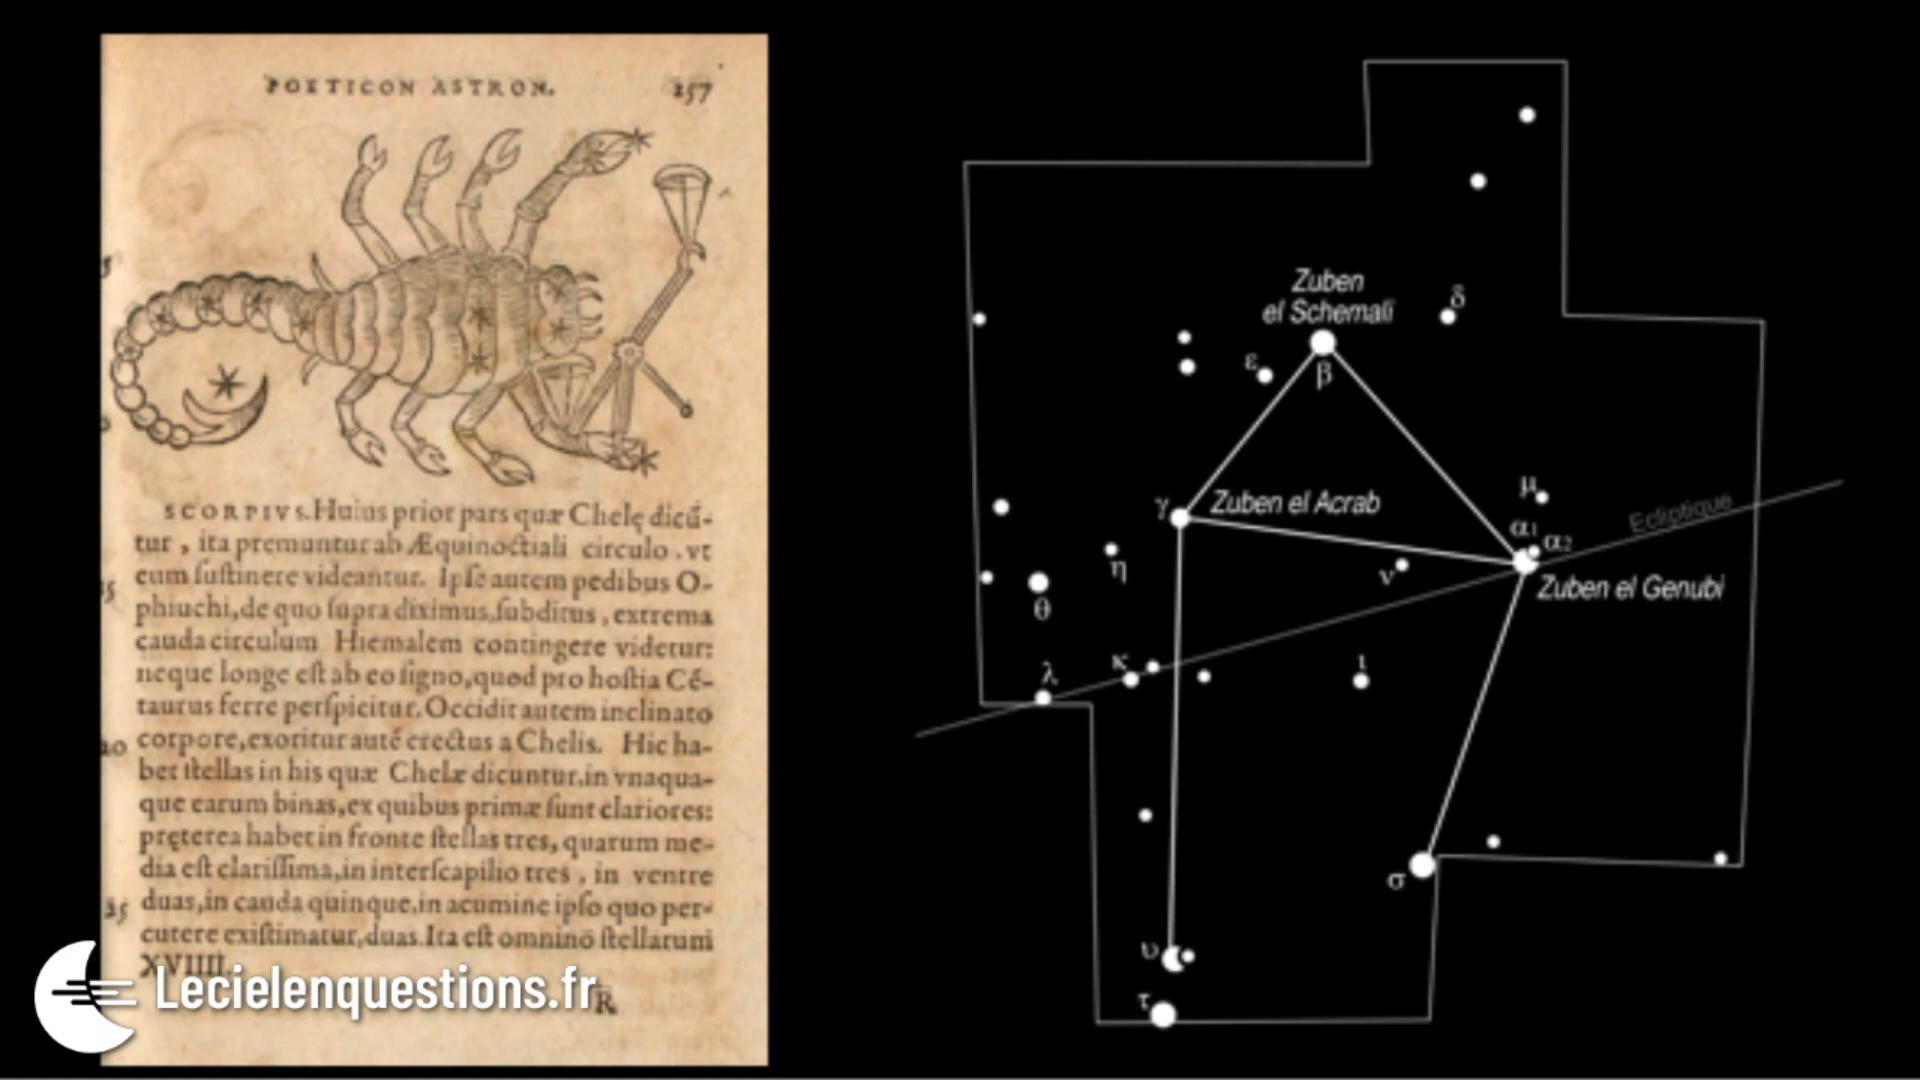 POETICON ASTRON. 257
SCORPIVS. Huius prior pars quæ Chelę dicũ-
tur, ita premuntur ab Æquinoctiali circulo. vt
eum ſuſtinere videantur. Ipſe autem pedibus O-
phiuchi, de quo ſupra diximus, ſubditus, extrema
cauda circulum Hiemalem contingere videtur:
neque longe eſt ab eo ſigno, quod pro hoſtia Cé-
taurus ferre perſpicitur. Occidit autem inclinato
corpore, exoritur auté erectus a Chelis. Hic ha-
bet ſtellas in his quæ Chelæ dicuntur, in vnaqua-
que earum binas, ex quibus primæ ſunt clariores:
pręterea habet in fronte ſtellas tres, quarum me-
dia eſt clariſſima, in interſcapilio tres, in ventre
20
duas, in cauda quinque, in acumine ipſo quo per-
25
cutere exiſtimatur, duas. Ita eſt omnino ſtellarum
XVIIII.
R
Lecielenquestions.fr
Zuben
el Schemali
δ
ε
β
γ
Zuben el Acrab
μ
Ecliptique
α1
α2
η
ν
Zuben el Genubi
θ
κ
ι
λ
σ
υ
τ